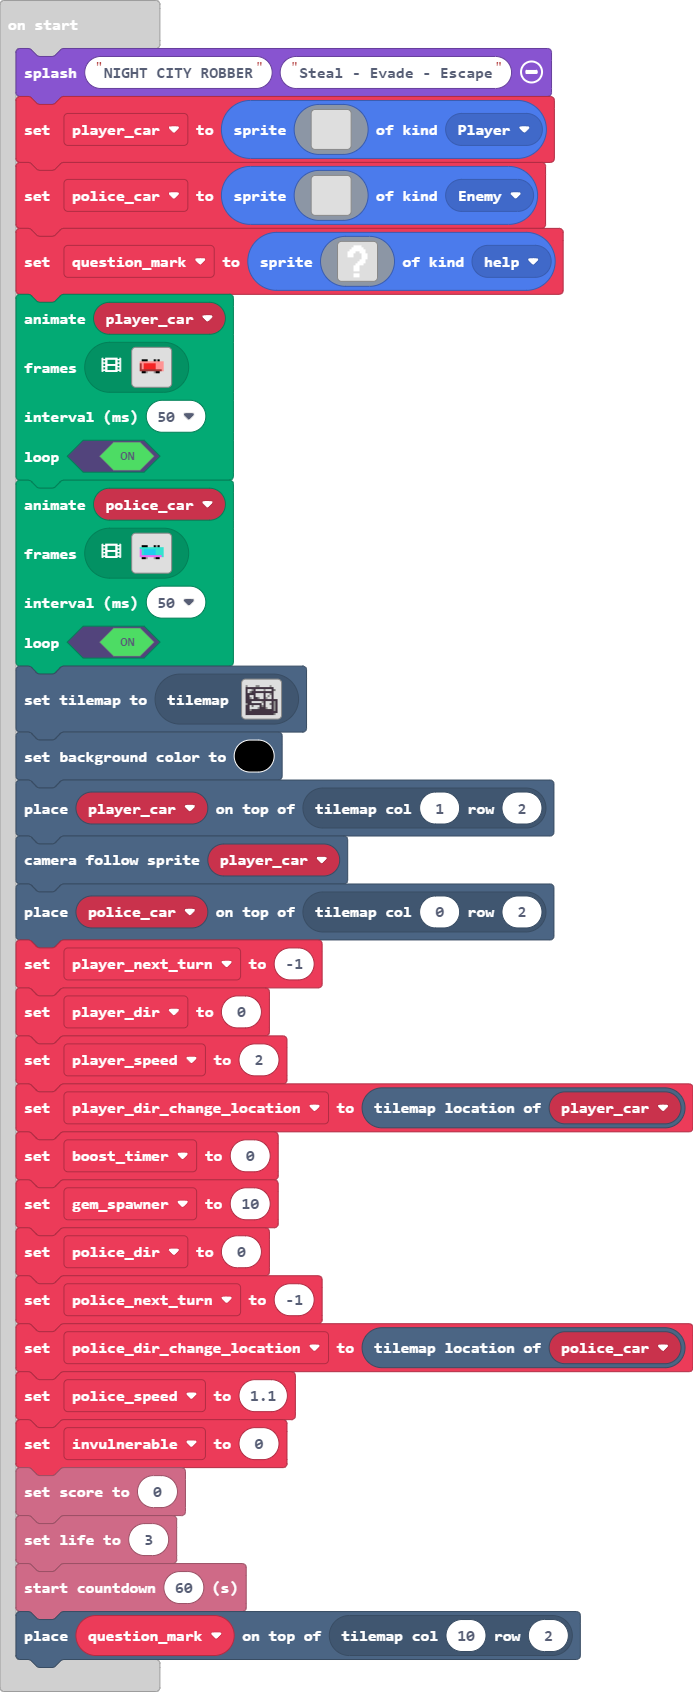 on start
splash "NIGHT CITY ROBBER" "Steal - Evade - Escape"
set player_car to sprite of kind Player
set police_car to sprite of kind Enemy
set question_mark to sprite ? of kind help
animate player_car
frames
interval (ms) 50
loop ON
animate police_car
frames
interval (ms) 50
loop ON
set tilemap to tilemap
set background color to
place player_car on top of tilemap col 1 row 2
camera follow sprite player_car
place police_car on top of tilemap col 0 row 2
set player_next_turn to -1
set player_dir to 0
set player_speed to 2
set player_dir_change_location to tilemap location of player_car
set boost_timer to 0
set gem_spawner to 10
set police_dir to 0
set police_next_turn to -1
set police_dir_change_location to tilemap location of police_car
set police_speed to 1.1
set invulnerable to 0
set score to 0
set life to 3
start countdown 60 (s)
place question_mark on top of tilemap col 10 row 2